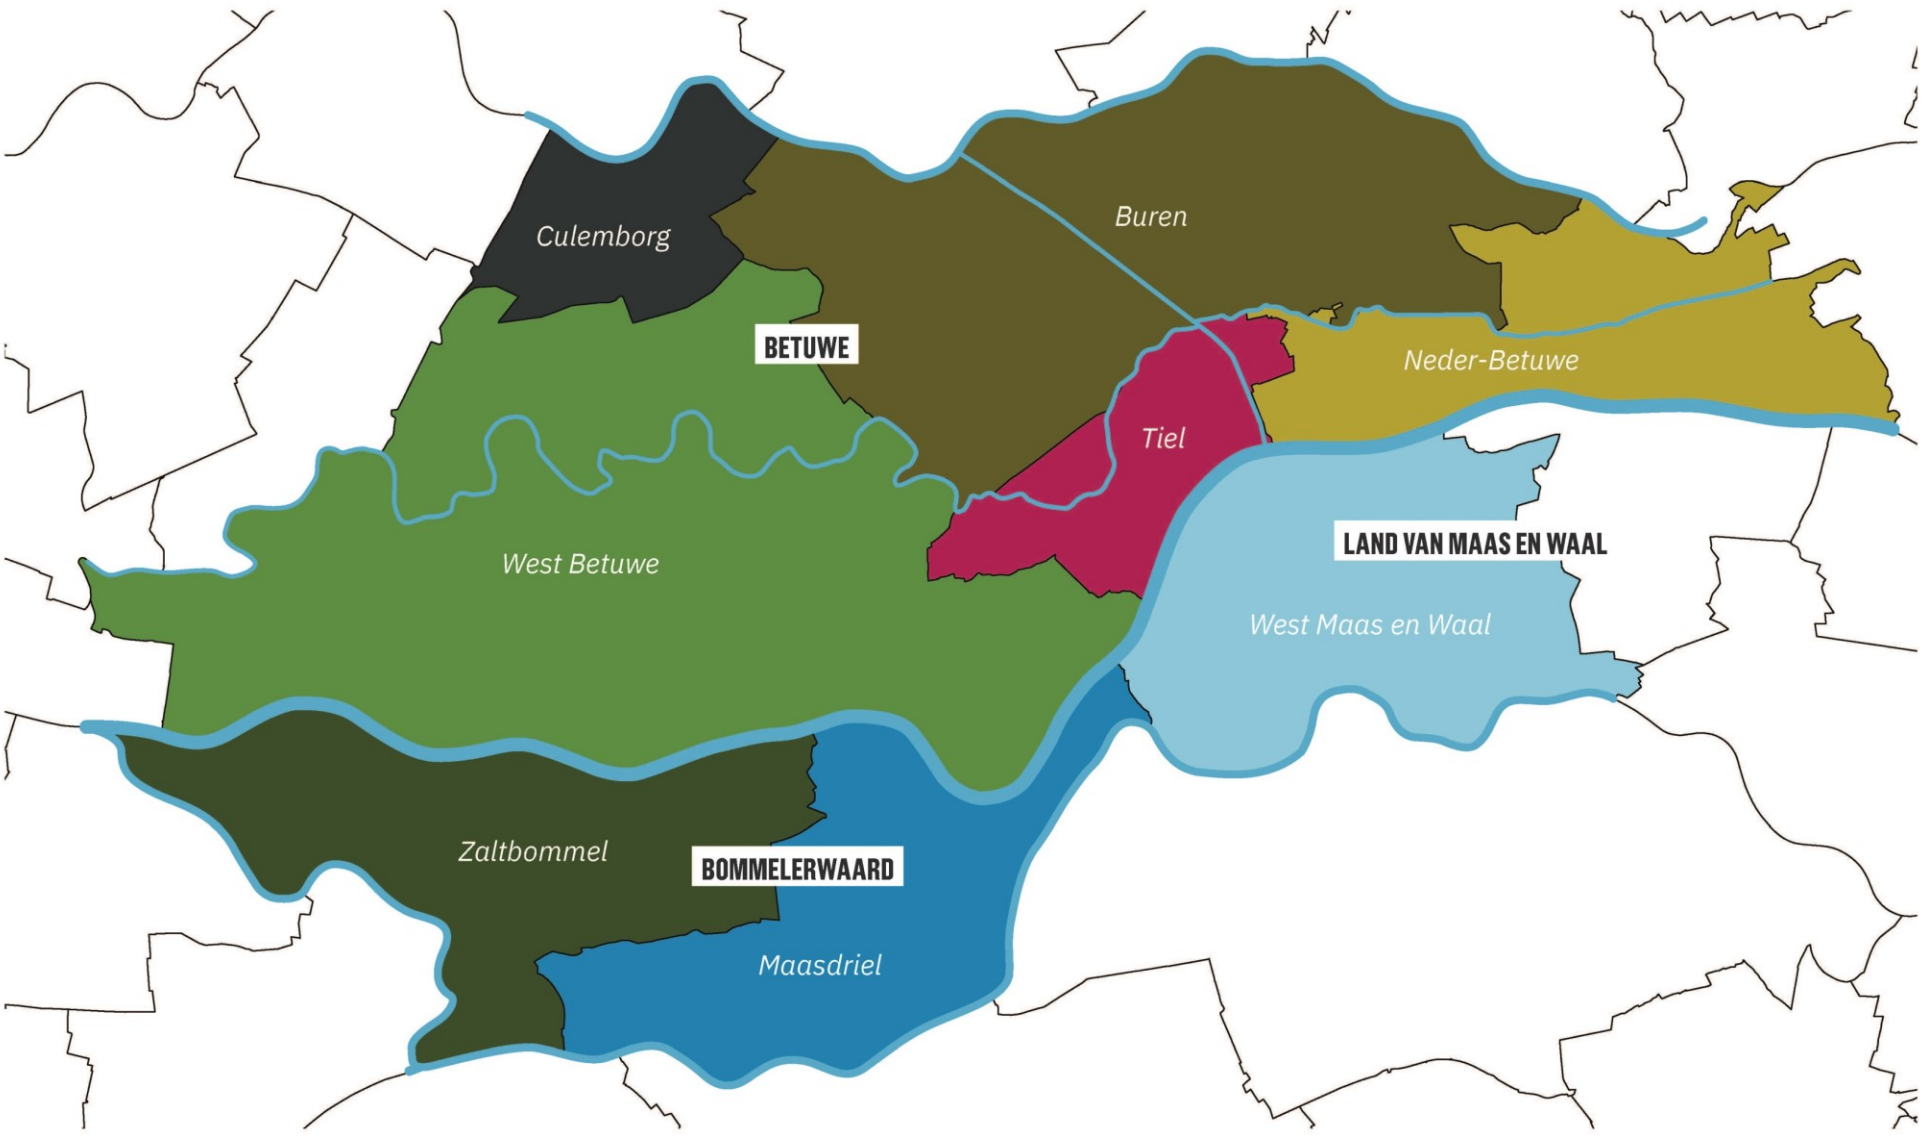 Buren
Culemborg
BETUWE
Neder-Betuwe
Tiel
LAND VAN MAAS EN WAAL
West Betuwe
West Maas en Waal
Zaltbommel
BOMMELERWAARD
Maasdriel